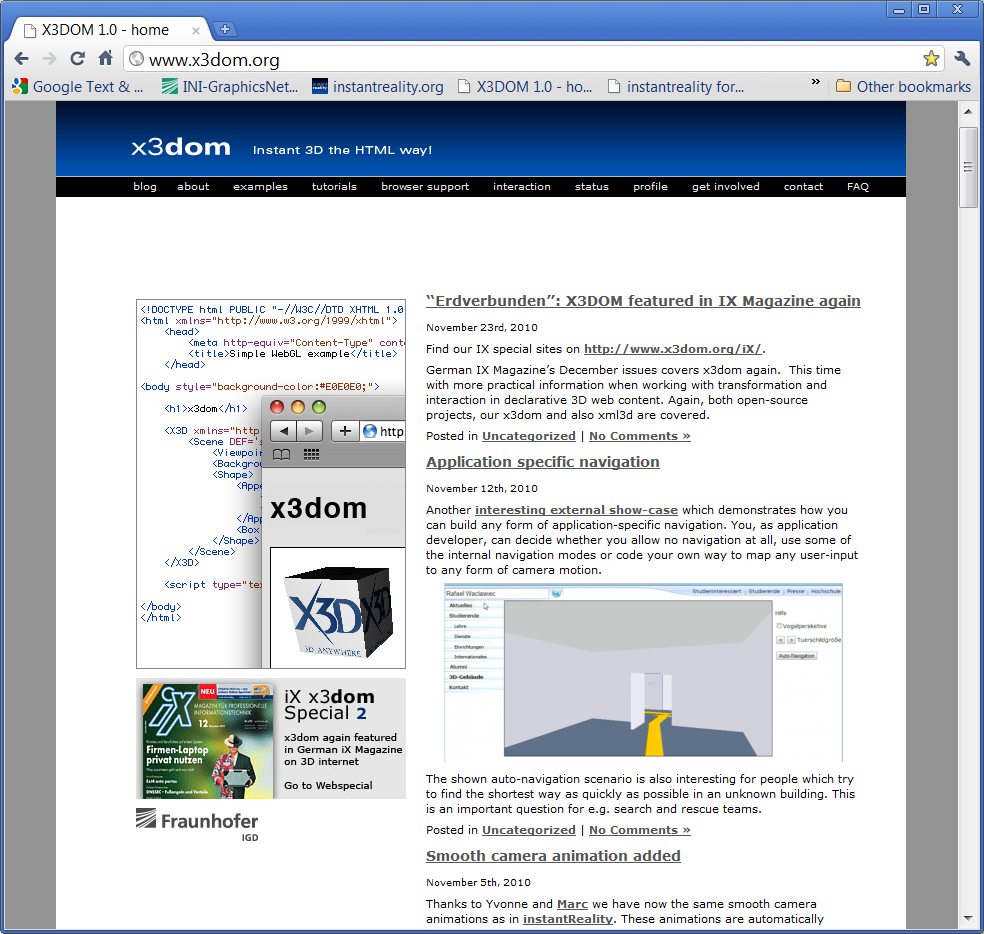 X3DOM 1.0 - home
www.x3dom.org
Google Text & ...
INI-GraphicsNet...
instantreality.org
X3DOM 1.0 - ho...
instantreality for...
»
Other bookmarks
x3dom Instant 3D the HTML way!
blog about examples tutorials browser support interaction status profile get involved contact FAQ
<!DOCTYPE html PUBLIC "-//W3C//DTD XHTML 1.0
<html xmlns="http://www.w3.org/1999/xhtml">
<head>
<meta http-equiv="Content-Type" conte
<title>Simple WebGL example</title>
</head>
<body style="background-color:#E0E0E0;">
<h1>x3dom</h1>
<X3D xmlns="http
<Scene DEF='s
<Viewpoin
<Backgrou
<Shape>
<Appe
</App
<Box
</Shape>
</Scene>
</X3D>
<script type="tex
</body>
</html>
http
x3dom
X3D
3D ANYWHERE
iX
NEU
MAGAZIN FÜR PROFESSIONELLE
INFORMATIONSTECHNIK
12
Firmen-Laptop
privat nutzen
iX x3dom
Special 2
x3dom again featured
in German iX Magazine
on 3D internet
Go to Webspecial
Fraunhofer
IGD
“Erdverbunden”: X3DOM featured in IX Magazine again
November 23rd, 2010
Find our IX special sites on http://www.x3dom.org/iX/.
German IX Magazine’s December issues covers x3dom again.  This time
with more practical information when working with transformation and
interaction in declarative 3D web content. Again, both open-source
projects, our x3dom and also xml3d are covered.
Posted in Uncategorized | No Comments »
Application specific navigation
November 12th, 2010
Another interesting external show-case which demonstrates how you
can build any form of application-specific navigation. You, as application
developer, can decide whether you allow no navigation at all, use some of
the internal navigation modes or code your own way to map any user-input
to any form of camera motion.
Rafael Waclawiec
Studieninteressiert Studierende Presse Hochschule
Aktuelles
Studierende
Lehre
Dienste
Einrichtungen
Internationales
Alumni
3D-Gebäude
Kontakt
Hilfe
Vogelperspektive
Tuerschildgröße
Auto-Navigation
The shown auto-navigation scenario is also interesting for people which try
to find the shortest way as quickly as possible in an unknown building. This
is an important question for e.g. search and rescue teams.
Posted in Uncategorized | No Comments »
Smooth camera animation added
November 5th, 2010
Thanks to Yvonne and Marc we have now the same smooth camera
animations as in instantReality. These animations are automatically